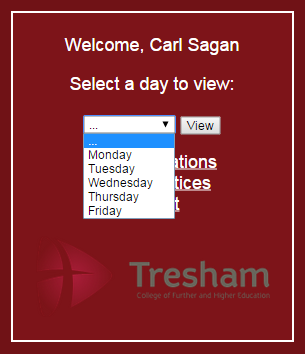 Welcome, Carl Sagan
Select a day to view:
... View
...
Monday
Tuesday
Wednesday
Thursday
Friday
Tresham
College of Further and Higher Education